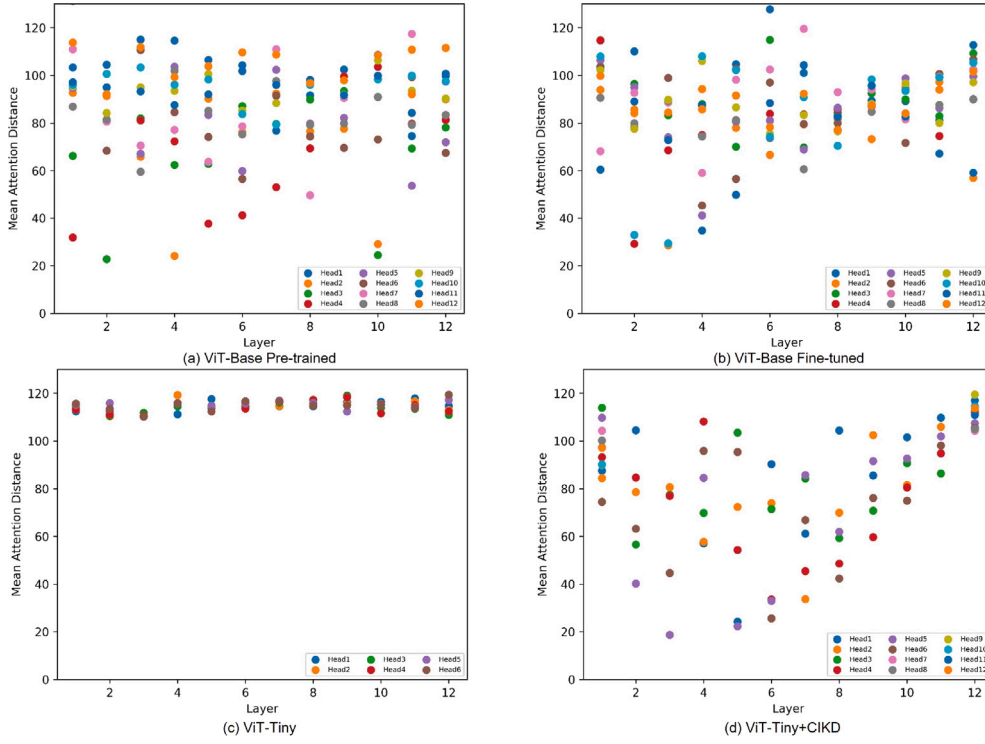 120
100
80
60
40
20
0
Mean Attention Distance
Head1
Head2
Head3
Head4
Head5
Head6
Head7
Head8
Head9
Head10
Head11
Head12
2 4 6 8 10 12
Layer
(a) ViT-Base Pre-trained
120
100
80
60
40
20
0
Mean Attention Distance
Head1
Head2
Head3
Head4
Head5
Head6
Head7
Head8
Head9
Head10
Head11
Head12
2 4 6 8 10 12
Layer
(b) ViT-Base Fine-tuned
120
100
80
60
40
20
0
Mean Attention Distance
Head1
Head2
Head3
Head4
Head5
Head6
2 4 6 8 10 12
Layer
(c) ViT-Tiny
120
100
80
60
40
20
0
Mean Attention Distance
Head1
Head2
Head3
Head4
Head5
Head6
Head7
Head8
Head9
Head10
Head11
Head12
2 4 6 8 10 12
Layer
(d) ViT-Tiny+CIKD